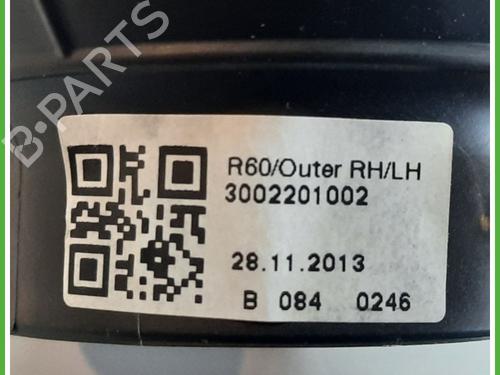 B-PARTS
R60/Outer RH/LH
3002201002
28.11.2013
B 084 0246